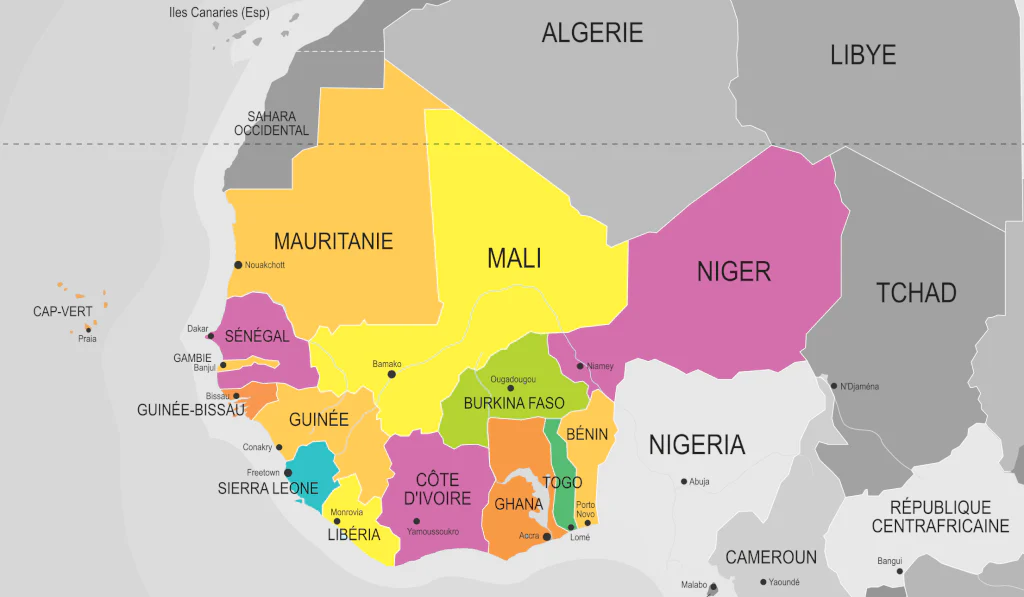 Iles Canaries (Esp)
ALGERIE
LIBYE
SAHARA
OCCIDENTAL
MAURITANIE
Nouakchott
MALI
NIGER
TCHAD
CAP-VERT
Praia
Dakar
SÉNÉGAL
GAMBIE
Banjul
Bamako
Niamey
Ougadougou
BURKINA FASO
N'Djaména
Bissau
GUINÉE-BISSAU
GUINÉE
BÉNIN
NIGERIA
Conakry
Freetown
SIERRA LEONE
CÔTE
D'IVOIRE
Yamoussoukro
GHANA
TOGO
Abuja
Monrovia
LIBÉRIA
Accra
Lomé
Porto
Novo
RÉPUBLIQUE
CENTRAFRICAINE
CAMEROUN
Bangui
Malabo
Yaoundé